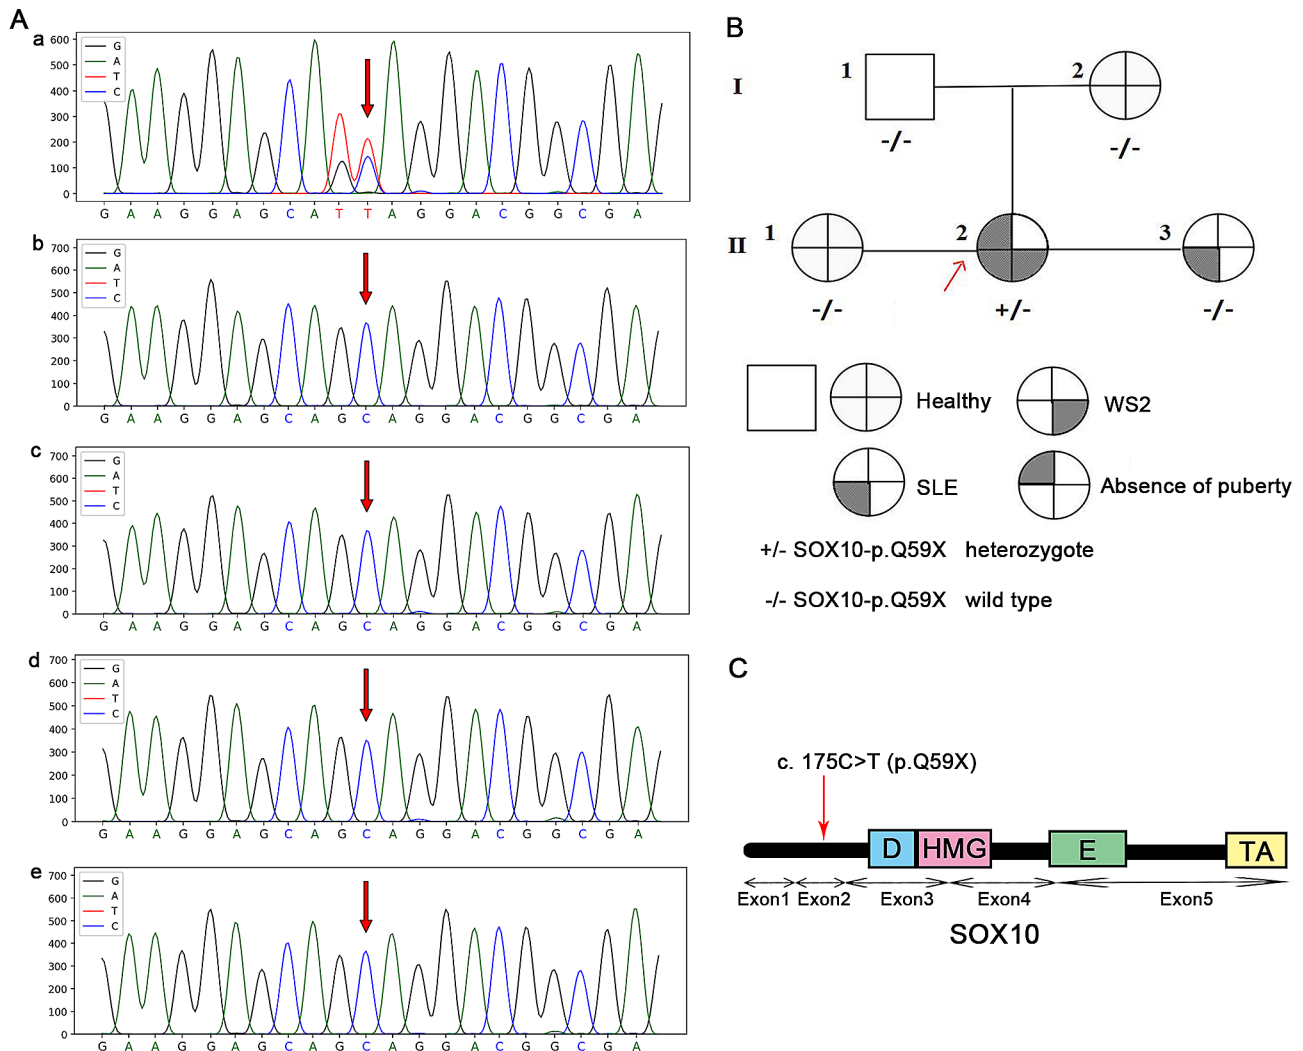 A
a
600
500
400
300
200
100
0
G
A
T
C
G A A G G A G C A T T A G G A C G G C G A
b
700
600
500
400
300
200
100
0
G
A
T
C
G A A G G A G C A G C A G G A C G G C G A
c
700
600
500
400
300
200
100
0
G
A
T
C
G A A G G A G C A G C A G G A C G G C G A
d
700
600
500
400
300
200
100
0
G
A
T
C
G A A G G A G C A G C A G G A C G G C G A
e
700
600
500
400
300
200
100
0
G
A
T
C
G A A G G A G C A G C A G G A C G G C G A
B
I
1
2
-/-
-/-
II
1
2
3
-/-
+/-
-/-
Healthy
WS2
SLE
Absence of puberty
+/- SOX10-p.Q59X heterozygote
-/- SOX10-p.Q59X wild type
C
c. 175C>T (p.Q59X)
D
HMG
E
TA
Exon1 Exon2 Exon3 Exon4 Exon5
SOX10